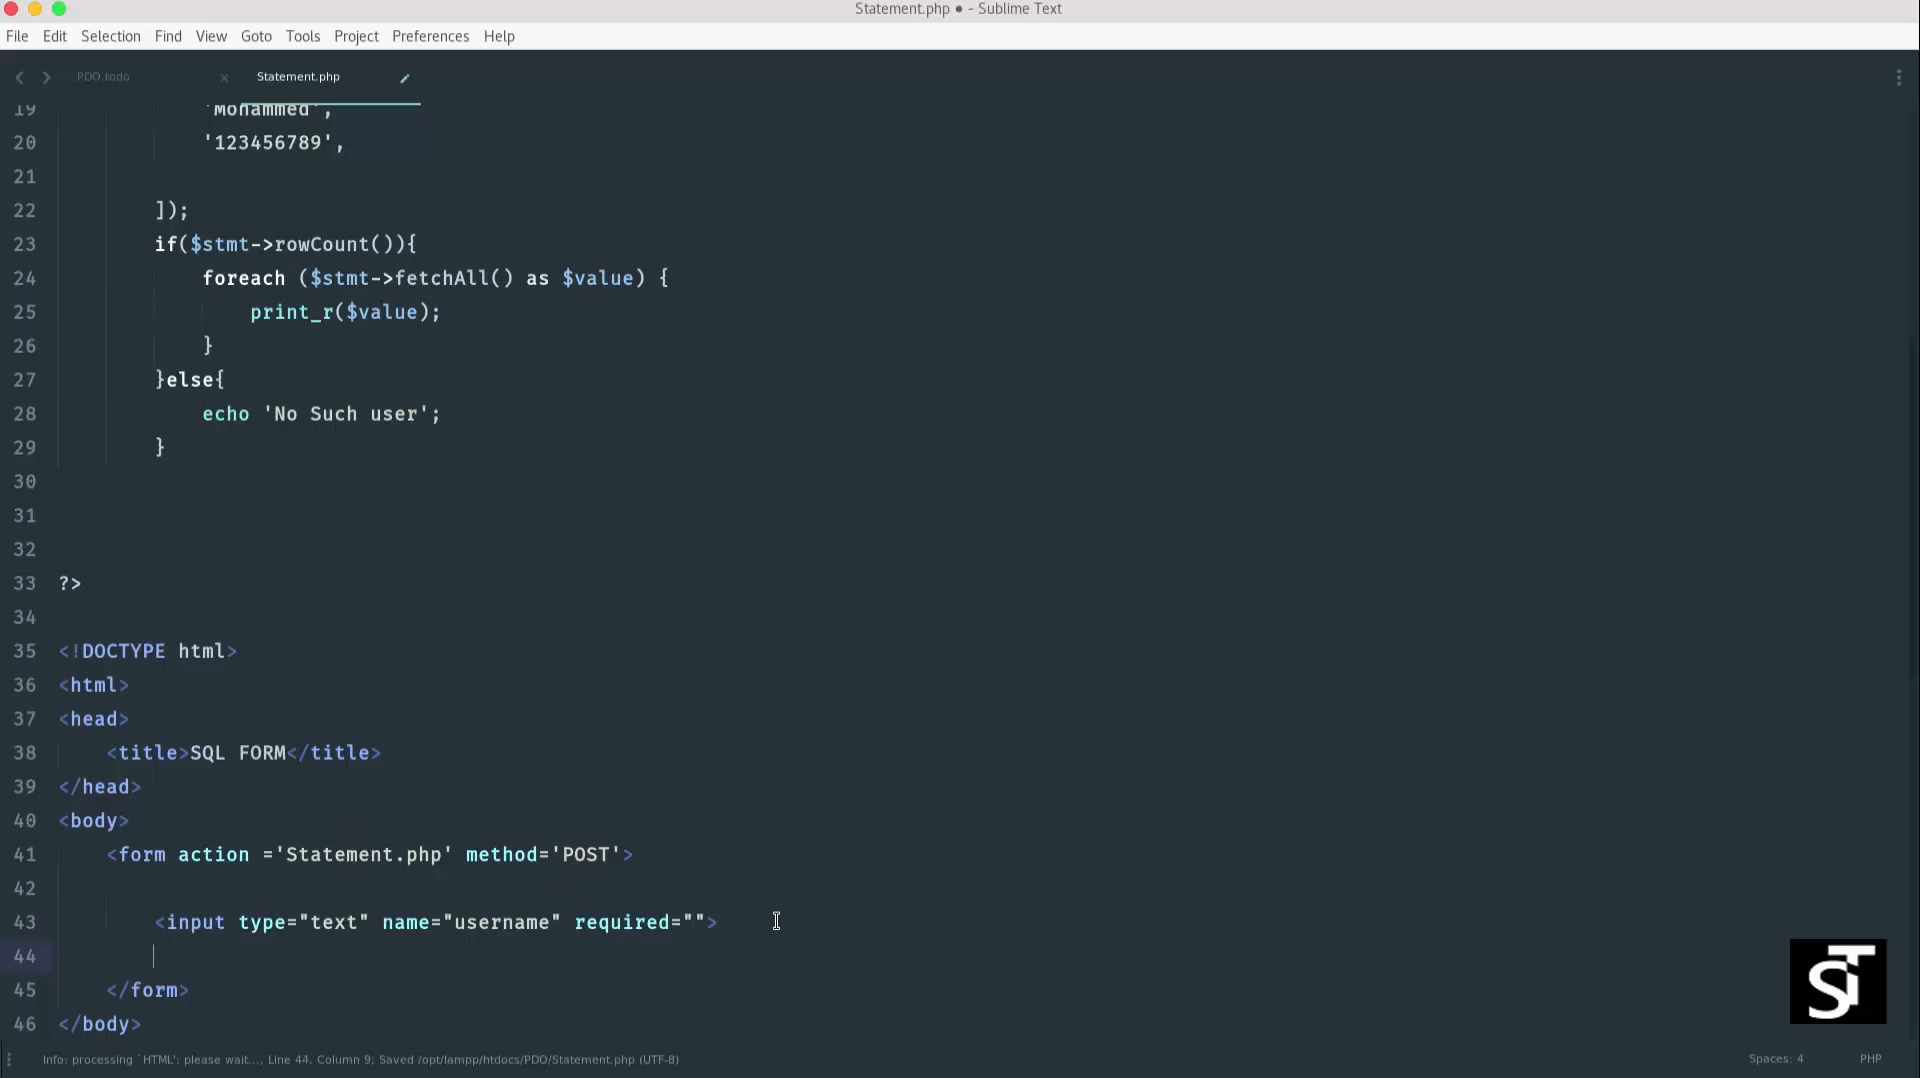 Statement.php • - Sublime Text
File Edit Selection Find View Goto Tools Project Preferences Help
PDO.todo × Statement.php
19 'Mohammed',
20 '123456789',
21
22 ]);
23 if($stmt->rowCount()){
24 foreach ($stmt->fetchAll() as $value) {
25 print_r($value);
26 }
27 }else{
28 echo 'No Such user';
29 }
30
31
32
33 ?>
34
35 <!DOCTYPE html>
36 <html>
37 <head>
38 <title>SQL FORM</title>
39 </head>
40 <body>
41 <form action ='Statement.php' method='POST'>
42
43 <input type="text" name="username" required="">
44
45 </form>
46 </body>
ST
Info: processing `HTML': please wait..., Line 44, Column 9; Saved /opt/lampp/htdocs/PDO/Statement.php (UTF-8) Spaces: 4 PHP